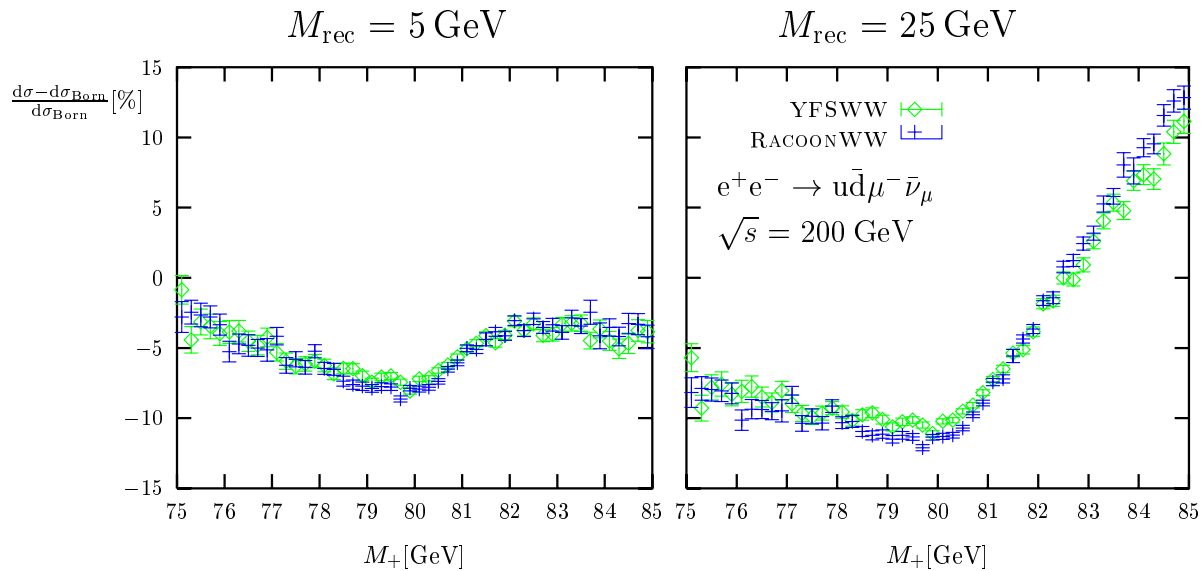 M_rec = 5 GeV
M_rec = 25 GeV
dσ−dσ_Born / dσ_Born [%]
15
10
5
0
−5
−10
−15
75 76 77 78 79 80 81 82 83 84 85
M_+[GeV]
YFSWW
RACOONWW
e⁺e⁻ → ud̄μ⁻ν̄_μ
√s = 200 GeV
75 76 77 78 79 80 81 82 83 84 85
M_+[GeV]